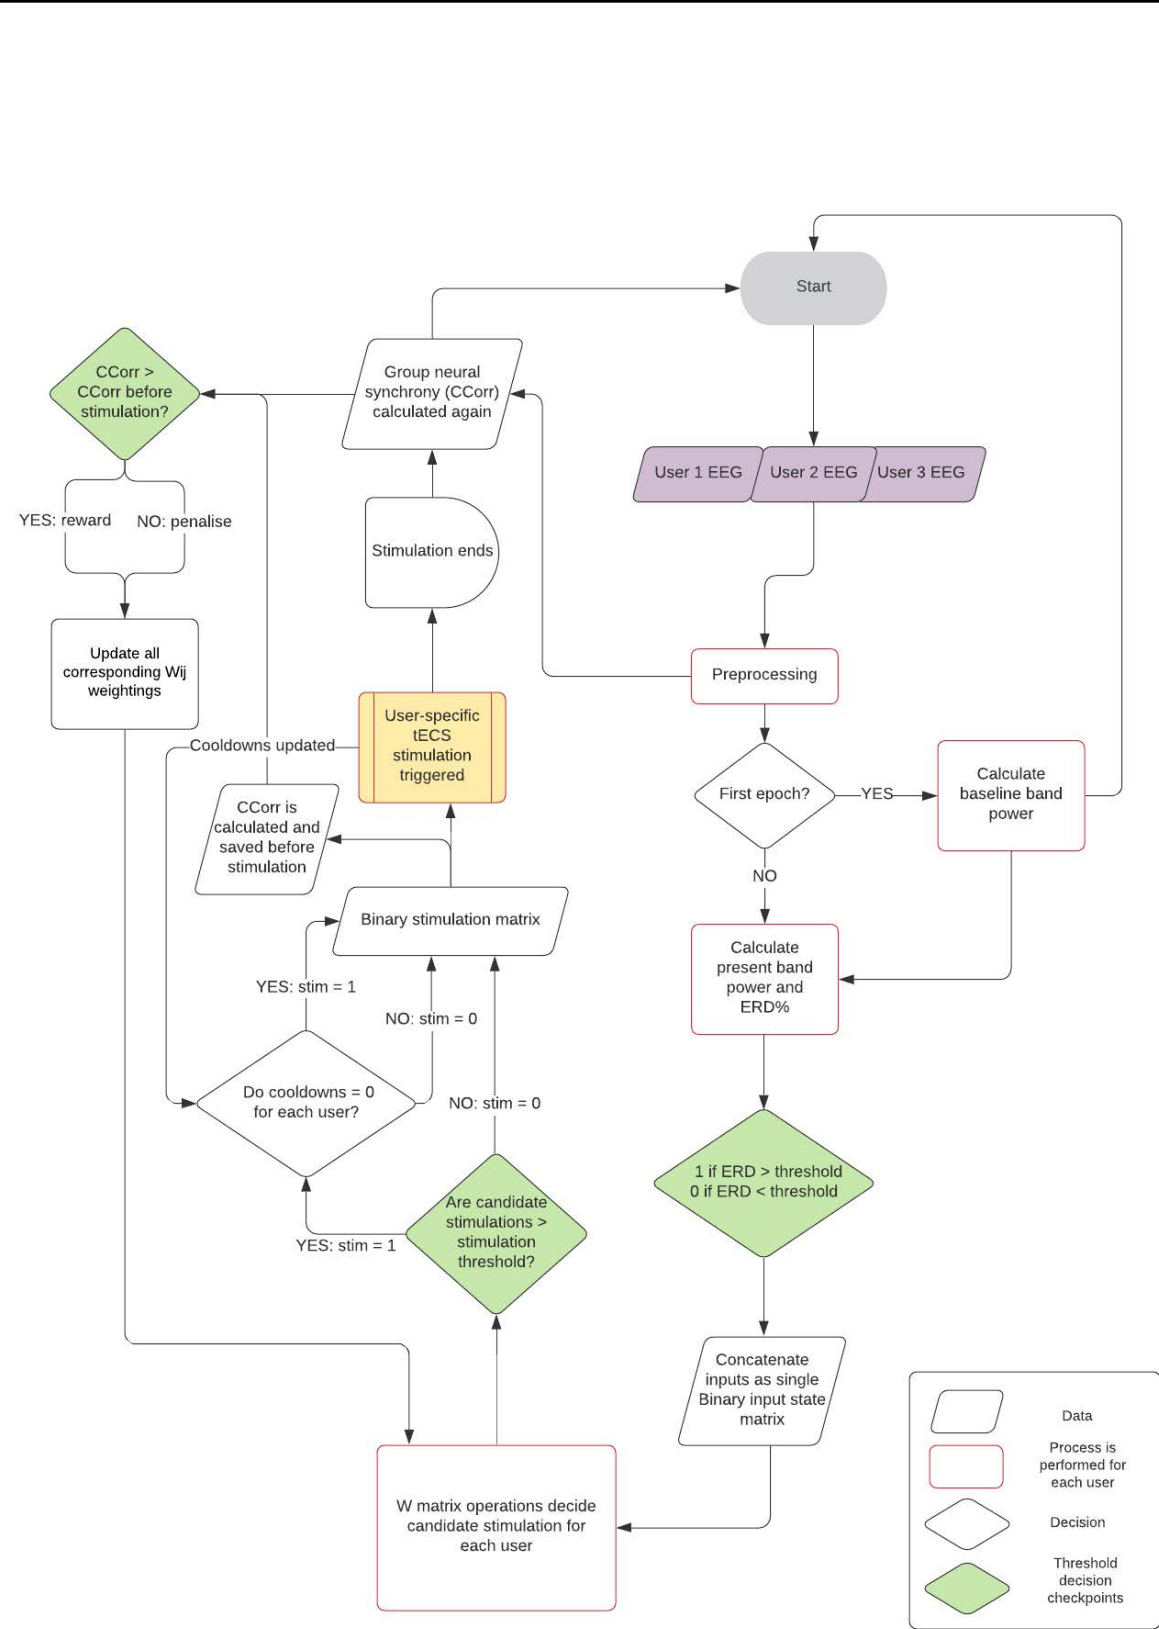 Start
CCorr >
CCorr before
stimulation?
Group neural
synchrony (CCorr)
calculated again
User 1 EEG
User 2 EEG
User 3 EEG
YES: reward
NO: penalise
Stimulation ends
Update all
corresponding Wij
weightings
Preprocessing
User-specific
tECS
stimulation
triggered
Cooldowns updated
First epoch?
YES
Calculate
baseline band
power
CCorr is
calculated and
saved before
stimulation
NO
Binary stimulation matrix
Calculate
present band
power and
ERD%
YES: stim = 1
NO: stim = 0
Do cooldowns = 0
for each user?
NO: stim = 0
1 if ERD > threshold
0 if ERD < threshold
Are candidate
stimulations >
stimulation
threshold?
YES: stim = 1
Concatenate
inputs as single
Binary input state
matrix
W matrix operations decide
candidate stimulation for
each user
Data
Process is
performed for
each user
Decision
Threshold
decision
checkpoints